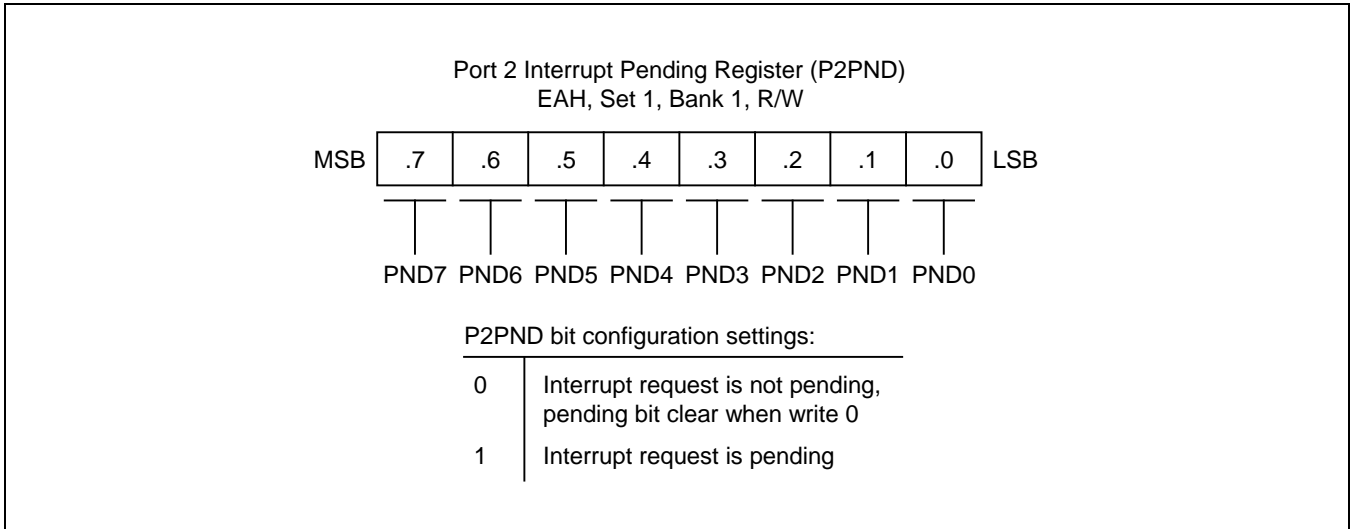 Port 2 Interrupt Pending Register (P2PND)
EAH, Set 1, Bank 1, R/W
MSB .7 .6 .5 .4 .3 .2 .1 .0 LSB
PND7 PND6 PND5 PND4 PND3 PND2 PND1 PND0
P2PND bit configuration settings:
0 Interrupt request is not pending,
pending bit clear when write 0
1 Interrupt request is pending